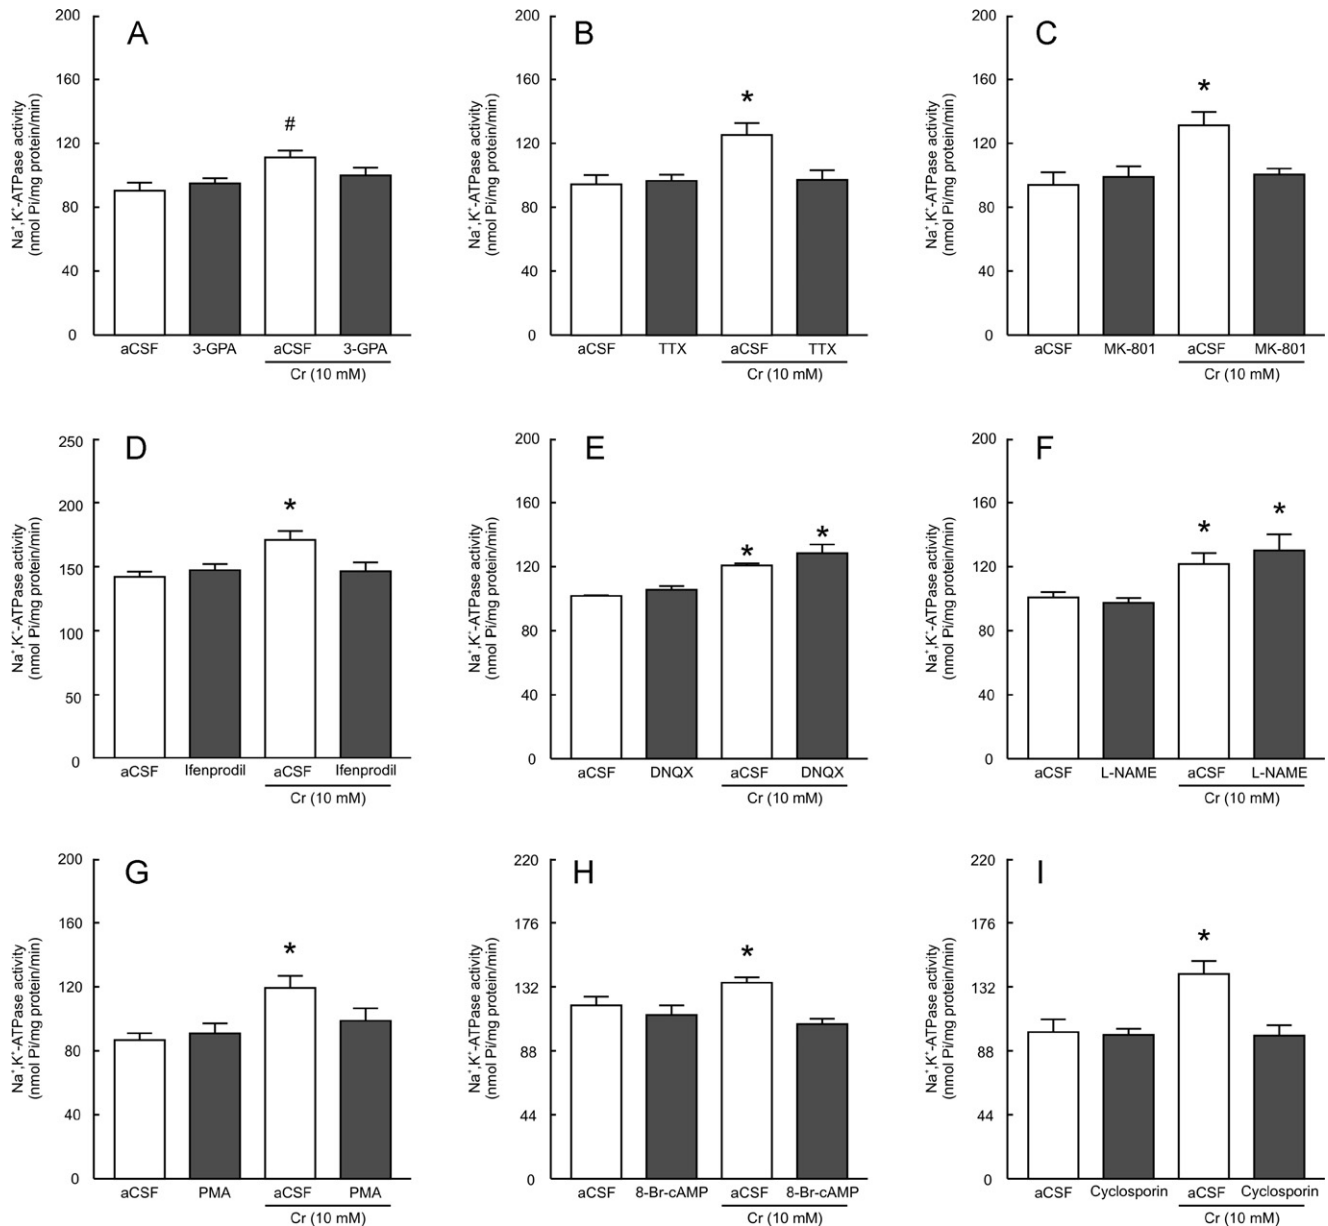 A
Na⁺,K⁺-ATPase activity
(nmol Pi/mg protein/min)
200
160
120
80
40
0
#
aCSF 3-GPA aCSF 3-GPA
Cr (10 mM)
B
Na⁺,K⁺-ATPase activity
(nmol Pi/mg protein/min)
200
160
120
80
40
0
*
aCSF TTX aCSF TTX
Cr (10 mM)
C
Na⁺,K⁺-ATPase activity
(nmol Pi/mg protein/min)
200
160
120
80
40
0
*
aCSF MK-801 aCSF MK-801
Cr (10 mM)
D
Na⁺,K⁺-ATPase activity
(nmol Pi/mg protein/min)
250
200
150
100
50
0
*
aCSF Ifenprodil aCSF Ifenprodil
Cr (10 mM)
E
Na⁺,K⁺-ATPase activity
(nmol Pi/mg protein/min)
200
160
120
80
40
0
* *
aCSF DNQX aCSF DNQX
Cr (10 mM)
F
Na⁺,K⁺-ATPase activity
(nmol Pi/mg protein/min)
200
160
120
80
40
0
* *
aCSF L-NAME aCSF L-NAME
Cr (10 mM)
G
Na⁺,K⁺-ATPase activity
(nmol Pi/mg protein/min)
200
160
120
80
40
0
*
aCSF PMA aCSF PMA
Cr (10 mM)
H
Na⁺,K⁺-ATPase activity
(nmol Pi/mg protein/min)
220
176
132
88
44
0
*
aCSF 8-Br-cAMP aCSF 8-Br-cAMP
Cr (10 mM)
I
Na⁺,K⁺-ATPase activity
(nmol Pi/mg protein/min)
220
176
132
88
44
0
*
aCSF Cyclosporin aCSF Cyclosporin
Cr (10 mM)